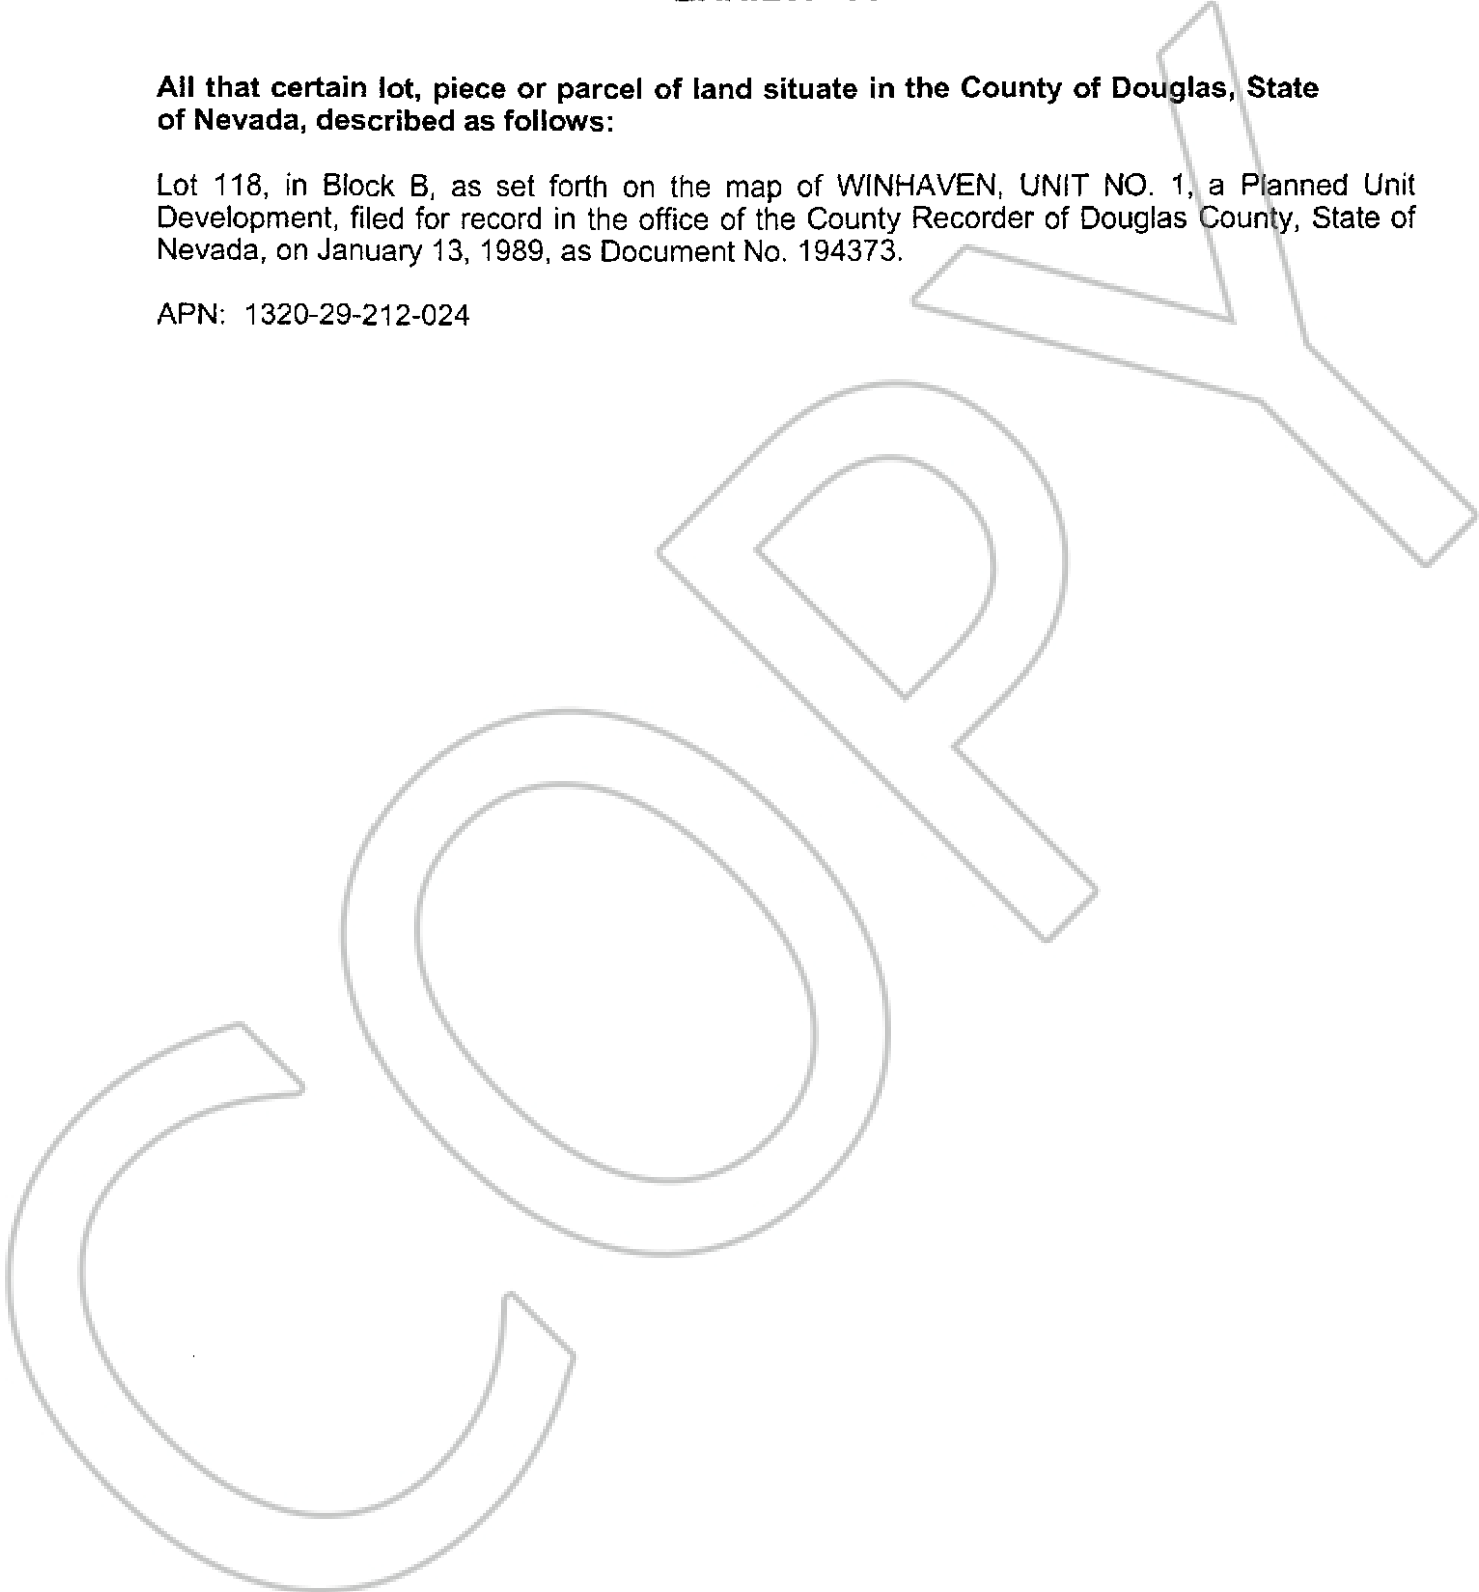 All that certain lot, piece or parcel of land situate in the County of Douglas, State
of Nevada, described as follows:
Lot 118, in Block B, as set forth on the map of WINHAVEN, UNIT NO. 1, a Planned Unit
Development, filed for record in the office of the County Recorder of Douglas County, State of
Nevada, on January 13, 1989, as Document No. 194373.
APN: 1320-29-212-024
COPY